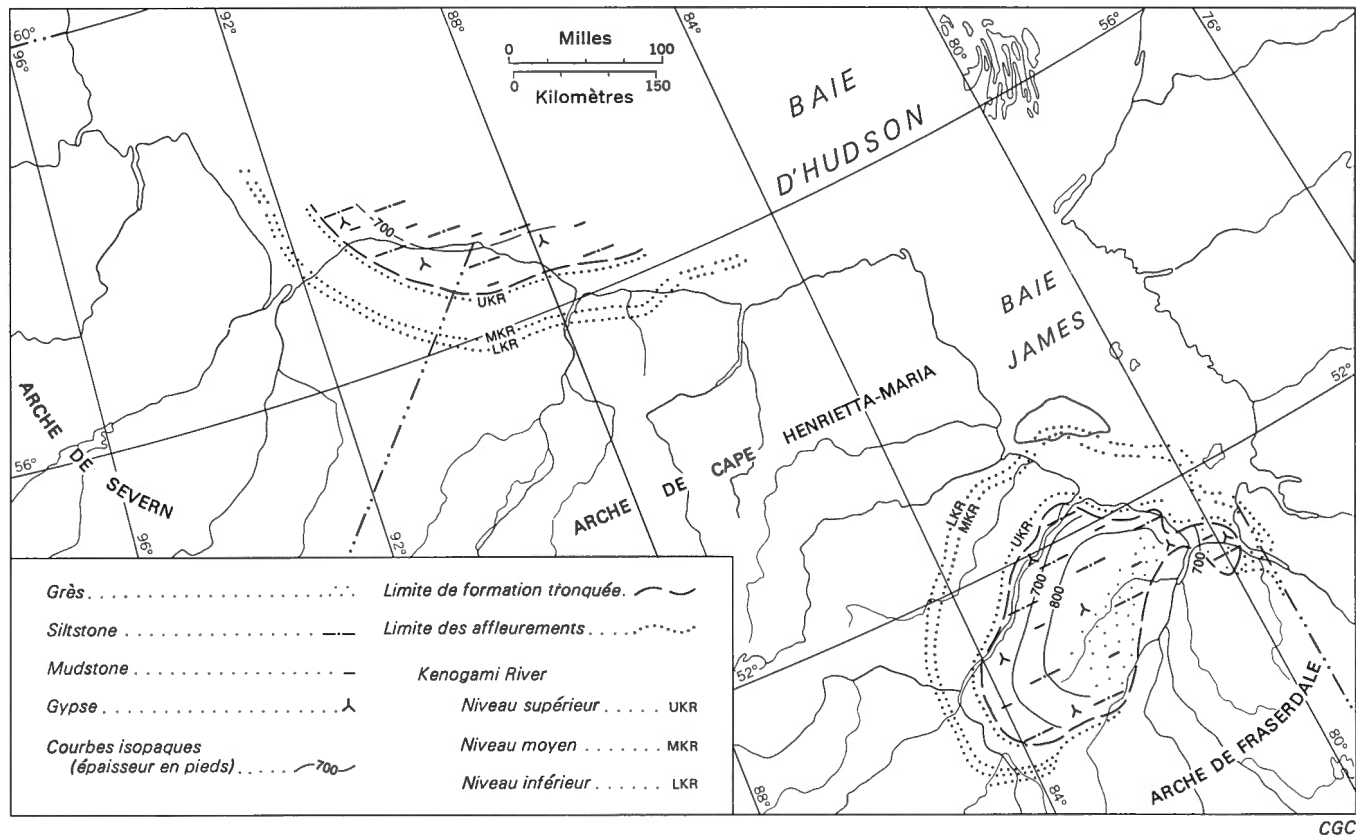 60°
96°
92°
88°
84°
80°
56°
76°
Milles
0 100
0 150
Kilomètres
BAIE
D'HUDSON
BAIE
JAMES
700
UKR
MKR
LKR
ARCHE
DE
SEVERN
56°
96°
92°
ARCHE DE CAPE HENRIETTA-MARIA
52°
LKR
MKR
UKR
700
800
700
52°
88°
84°
80°
ARCHE DE FRASERDALE
Grès
Siltstone
Mudstone
Gypse
Courbes isopaques
(épaisseur en pieds) 700
Limite de formation tronquée
Limite des affleurements
Kenogami River
Niveau supérieur UKR
Niveau moyen MKR
Niveau inférieur LKR
CGC